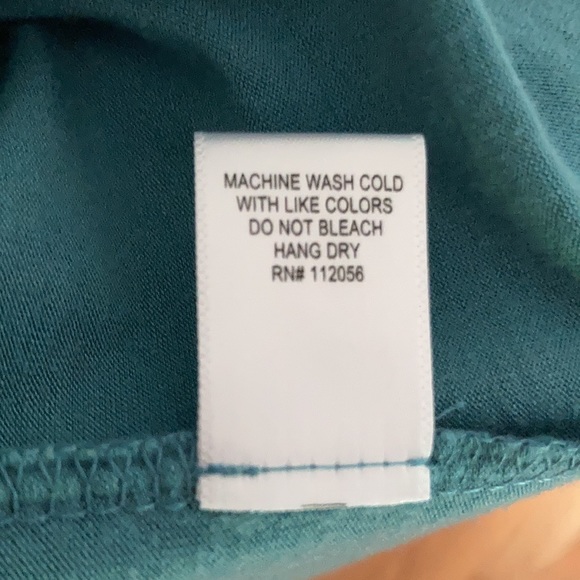 MACHINE WASH COLD
WITH LIKE COLORS
DO NOT BLEACH
HANG DRY
RN# 112056